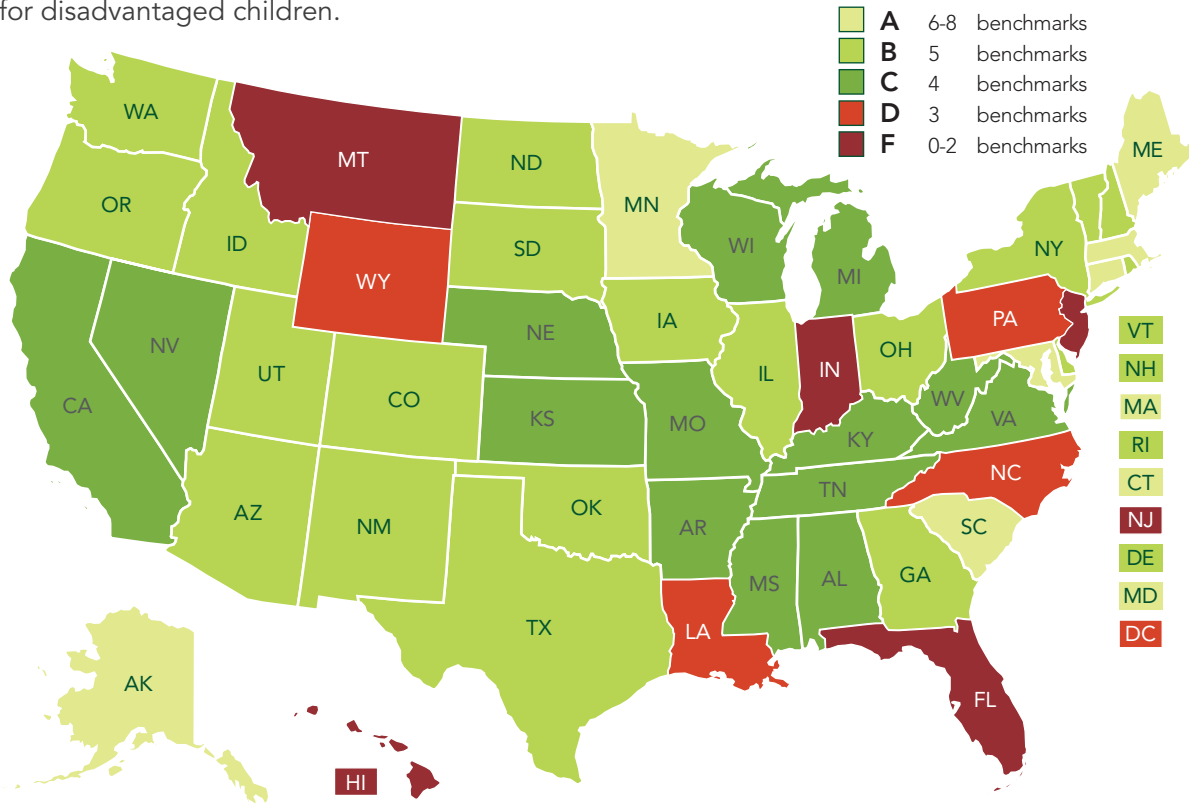 for disadvantaged children.
A 6-8 benchmarks
B 5 benchmarks
C 4 benchmarks
D 3 benchmarks
F 0-2 benchmarks
WA
MT
ND
MN
ME
OR
ID
SD
WI
NY
WY
MI
IA
PA
VT
NE
NV
OH
NH
UT
IL
IN
CO
WV
MA
CA
KS
MO
VA
KY
RI
NC
CT
TN
AZ
OK
NM
AR
SC
NJ
DE
GA
MS
AL
MD
TX
LA
DC
AK
FL
HI